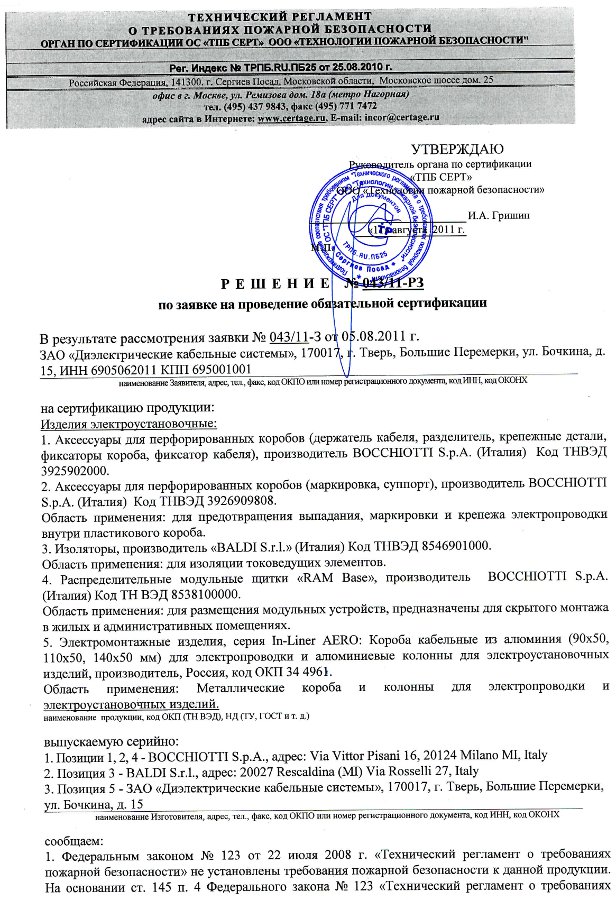 ТЕХНИЧЕСКИЙ РЕГЛАМЕНТ
О ТРЕБОВАНИЯХ ПОЖАРНОЙ БЕЗОПАСНОСТИ
ОРГАН ПО СЕРТИФИКАЦИИ ОС «ТПБ СЕРТ» ООО «ТЕХНОЛОГИИ ПОЖАРНОЙ БЕЗОПАСНОСТИ"
Рег. Индекс № ТРПБ.RU.ПБ25 от 25.08.2010 г.
Российская Федерация, 141300, г. Сергиев Посад, Московской области, Московское шоссе дом. 25
офис в г. Москве, ул. Ремизова дом. 18а (метро Нагорная)
тел. (495) 437 9843, факс (495) 771 7472
адрес сайта в Интернете: www.certage.ru, E-mail: incor@certage.ru
УТВЕРЖДАЮ
Руководитель органа по сертификации
«ТПБ СЕРТ»
ООО «Технологии пожарной безопасности»
И.А. Гришин
августа 2011 г.
М.П.
Р Е Ш Е Н И Е № 043/11-РЗ
по заявке на проведение обязательной сертификации
В результате рассмотрения заявки № 043/11-З от 05.08.2011 г.
ЗАО «Диэлектрические кабельные системы», 170017, г. Тверь, Большие Перемерки, ул. Бочкина, д.
15, ИНН 6905062011 КПП 695001001
наименование Заявителя, адрес, тел., факс, код ОКПО или номер регистрационного документа, код ИНН, код ОКОНХ
на сертификацию продукции:
Изделия электроустановочные:
1. Аксессуары для перфорированных коробов (держатель кабеля, разделитель, крепежные детали,
фиксаторы короба, фиксатор кабеля), производитель BOCCHIOTTI S.p.A. (Италия) Код ТНВЭД
3925902000.
2. Аксессуары для перфорированных коробов (маркировка, суппорт), производитель BOCCHIOTTI
S.p.A. (Италия) Код ТНВЭД 3926909808.
Область применения: для предотвращения выпадания, маркировки и крепежа электропроводки
внутри пластикового короба.
3. Изоляторы, производитель «BALDI S.r.l.» (Италия) Код ТНВЭД 8546901000.
Область применения: для изоляции токоведущих элементов.
4. Распределительные модульные щитки «RAM Base», производитель BOCCHIOTTI S.p.A.
(Италия) Код ТН ВЭД 8538100000.
Область применения: для размещения модульных устройств, предназначены для скрытого монтажа
в жилых и административных помещениях.
5. Электромонтажные изделия, серия In-Liner AERO: Короба кабельные из алюминия (90х50,
110х50, 140х50 мм) для электропроводки и алюминиевые колонны для электроустановочных
изделий, производитель, Россия, код ОКП 34 4961.
Область применения: Металлические короба и колонны для электропроводки и
электроустановочных изделий.
наименование продукции, код ОКП (ТН ВЭД), НД (ТУ, ГОСТ и т. д.)
выпускаемую серийно:
1. Позиции 1, 2, 4 - BOCCHIOTTI S.p.A., адрес: Via Vittor Pisani 16, 20124 Milano MI, Italy
2. Позиция 3 - BALDI S.r.l., адрес: 20027 Rescaldina (MI) Via Rosselli 27, Italy
3. Позиция 5 - ЗАО «Диэлектрические кабельные системы», 170017, г. Тверь, Большие Перемерки,
ул. Бочкина, д. 15
наименование Изготовителя, адрес, тел., факс, код ОКПО или номер регистрационного документа, код ИНН, код ОКОНХ
сообщаем:
1. Федеральным законом № 123 от 22 июля 2008 г. «Технический регламент о требованиях
пожарной безопасности» не установлены требования пожарной безопасности к данной продукции.
На основании ст. 145 п. 4 Федерального закона № 123 «Технический регламент о требованиях